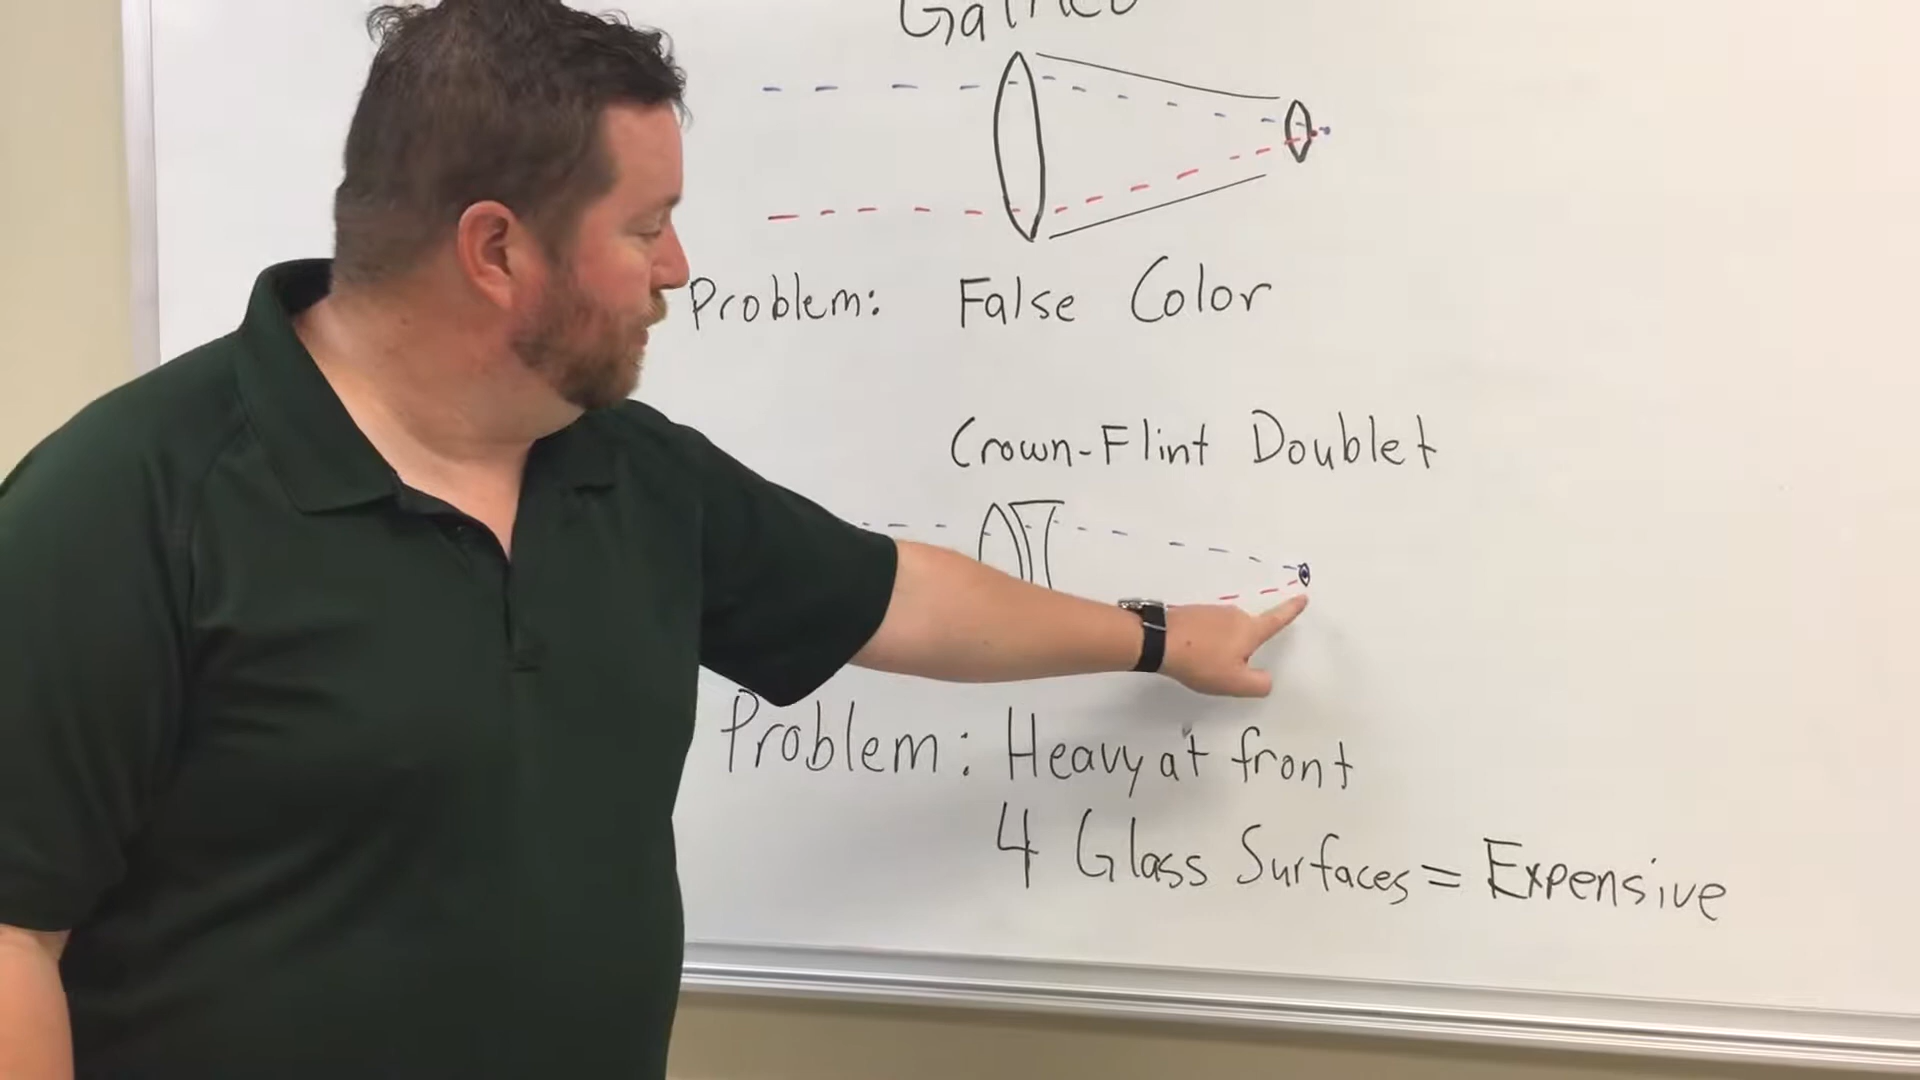 Galileo
Problem: False Color
Crown-Flint Doublet
Problem: Heavy at front
4 Glass Surfaces = Expensive